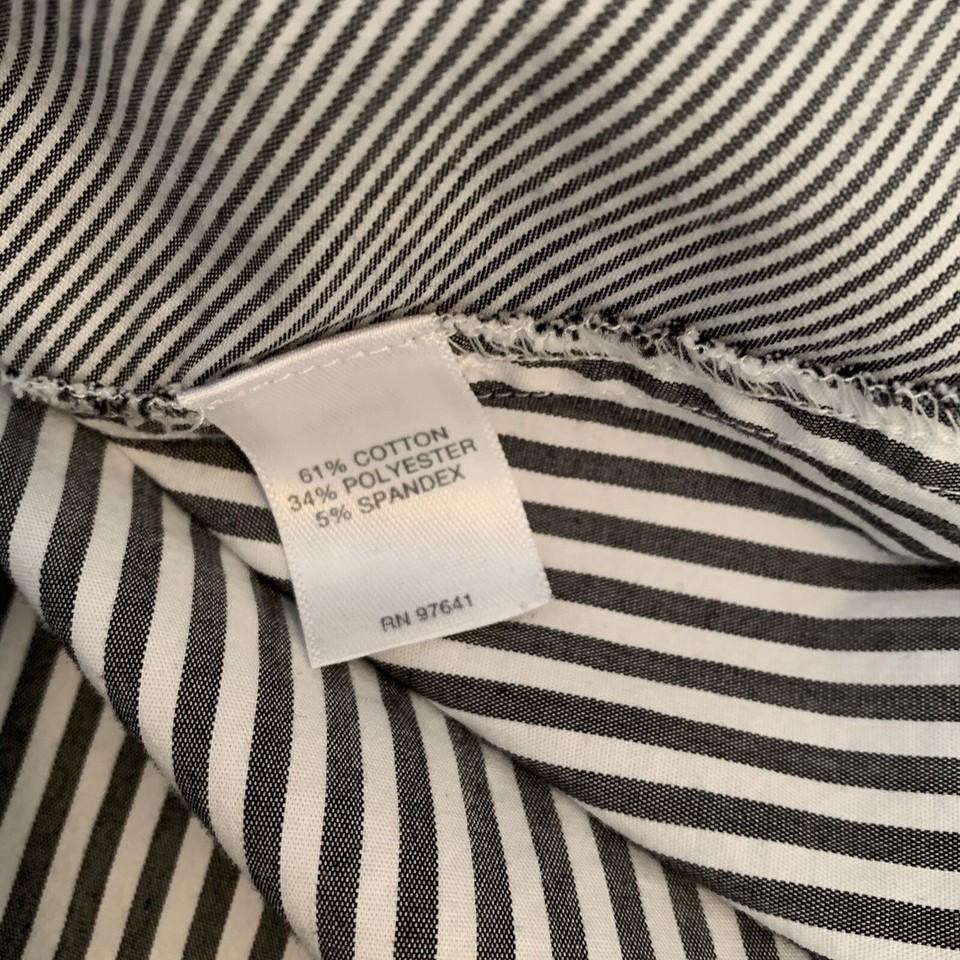 61% COTTON
34% POLYESTER
5% SPANDEX
RN 97641